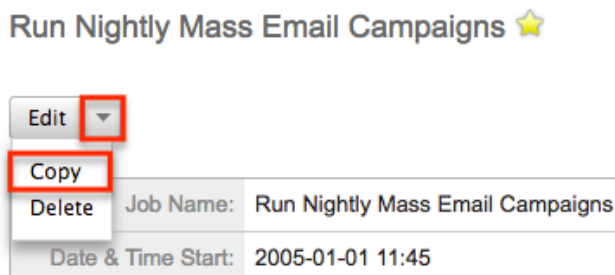 Run Nightly Mass Email Campaigns
Edit
Copy
Delete
Job Name: Run Nightly Mass Email Campaigns
Date & Time Start: 2005-01-01 11:45